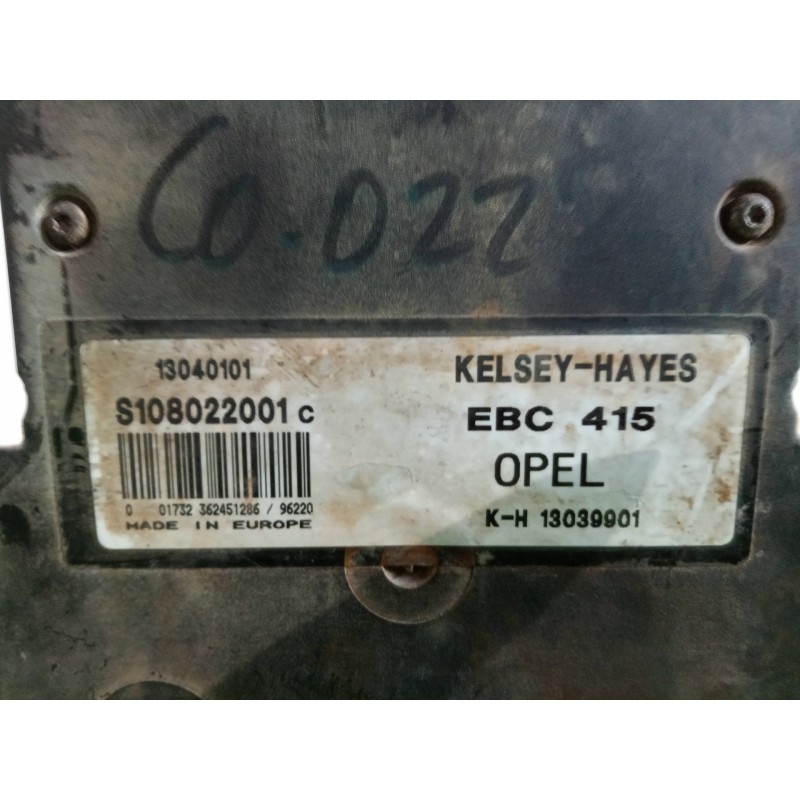 60.022
13040101
S108022001 C
0 01732 362451286 / 96220
MADE IN EUROPE
KELSEY-HAYES
EBC 415
OPEL
K-H 13039901